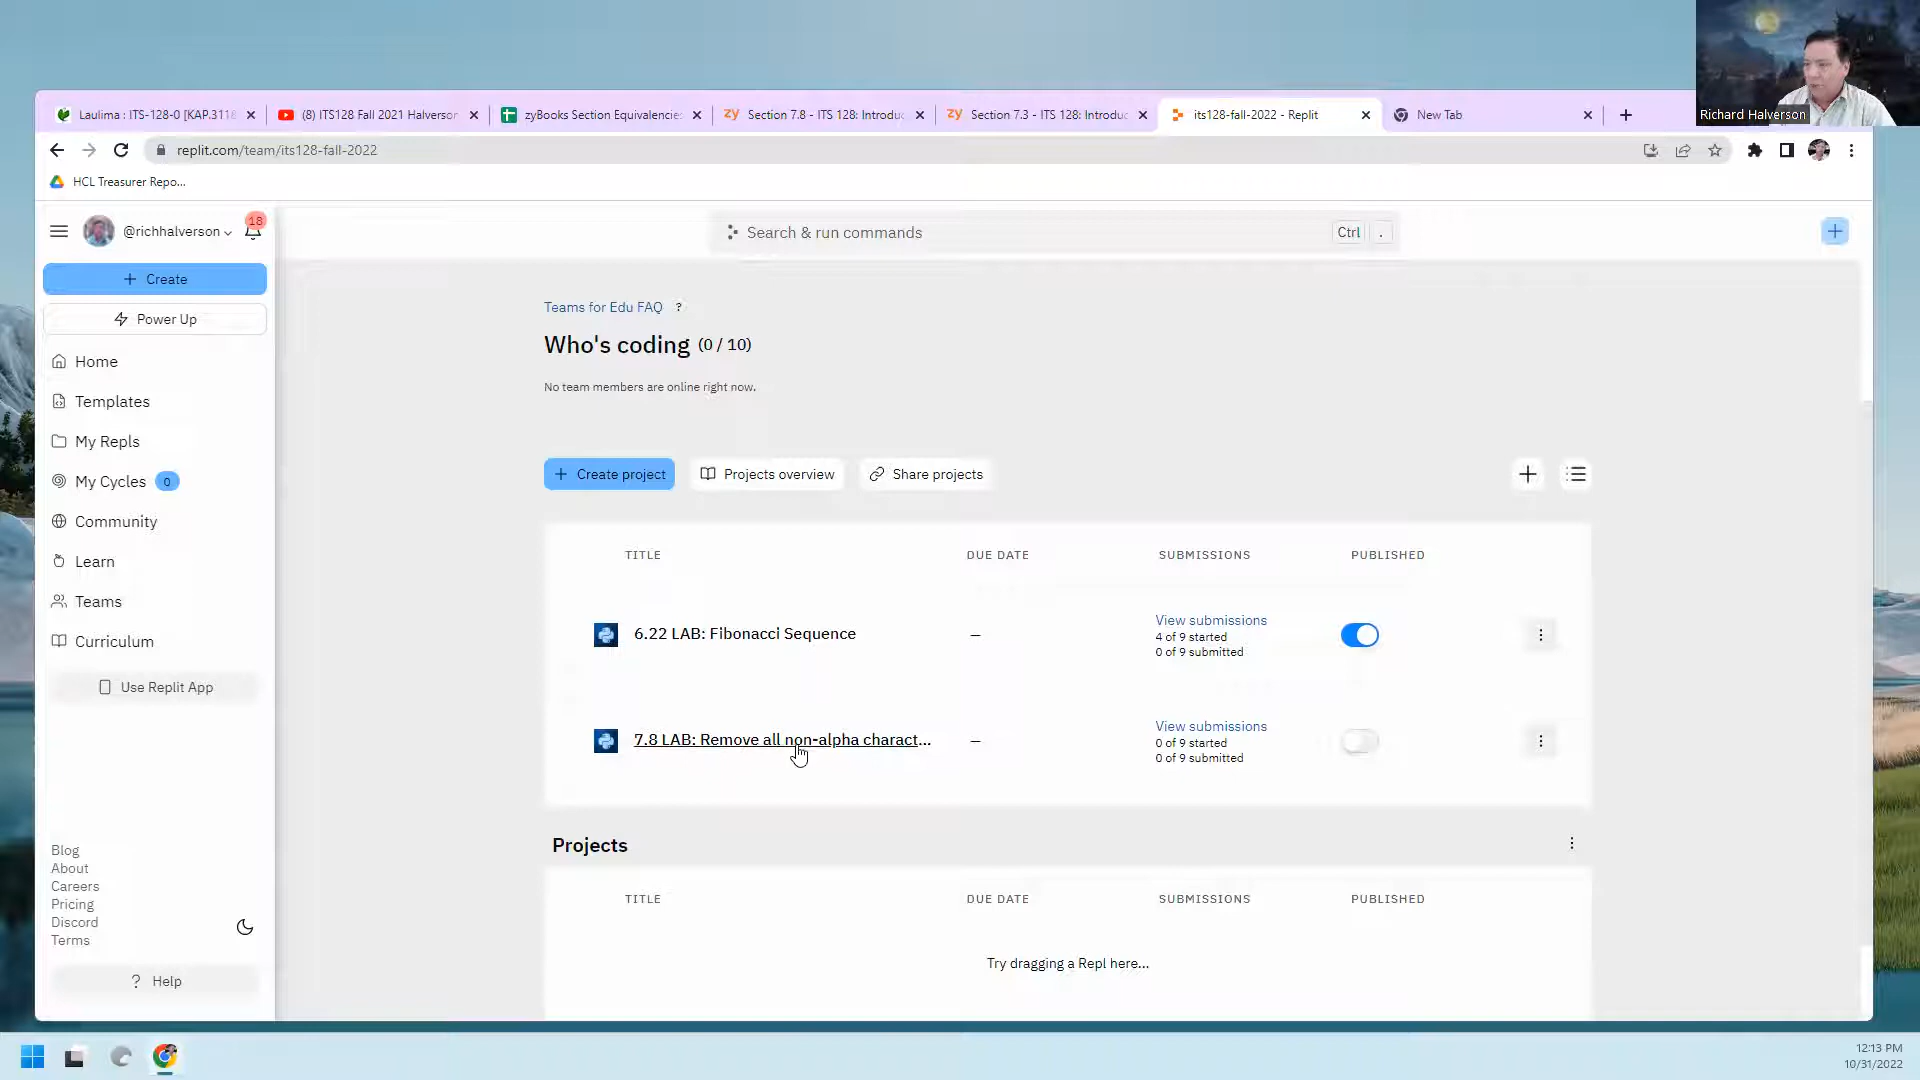 Richard Halverson
Laulima : ITS-128-0 [KAP.3118
(8) ITS128 Fall 2021 Halverson
zyBooks Section Equivalencies
zy Section 7.8 - ITS 128: Introduc
zy Section 7.3 - ITS 128: Introduc
its128-fall-2022 - Replit
New Tab
replit.com/team/its128-fall-2022
HCL Treasurer Repo...
@richhalverson
18
Search & run commands
Ctrl
.
+ Create
Power Up
Home
Templates
My Repls
My Cycles 0
Community
Learn
Teams
Curriculum
Use Replit App
Blog
About
Careers
Pricing
Discord
Terms
? Help
Teams for Edu FAQ ?
Who's coding (0 / 10)
No team members are online right now.
+ Create project
Projects overview
Share projects
TITLE DUE DATE SUBMISSIONS PUBLISHED
6.22 LAB: Fibonacci Sequence
–
View submissions
4 of 9 started
0 of 9 submitted
7.8 LAB: Remove all non-alpha charact...
–
View submissions
0 of 9 started
0 of 9 submitted
Projects
TITLE DUE DATE SUBMISSIONS PUBLISHED
Try dragging a Repl here...
12:13 PM
10/31/2022